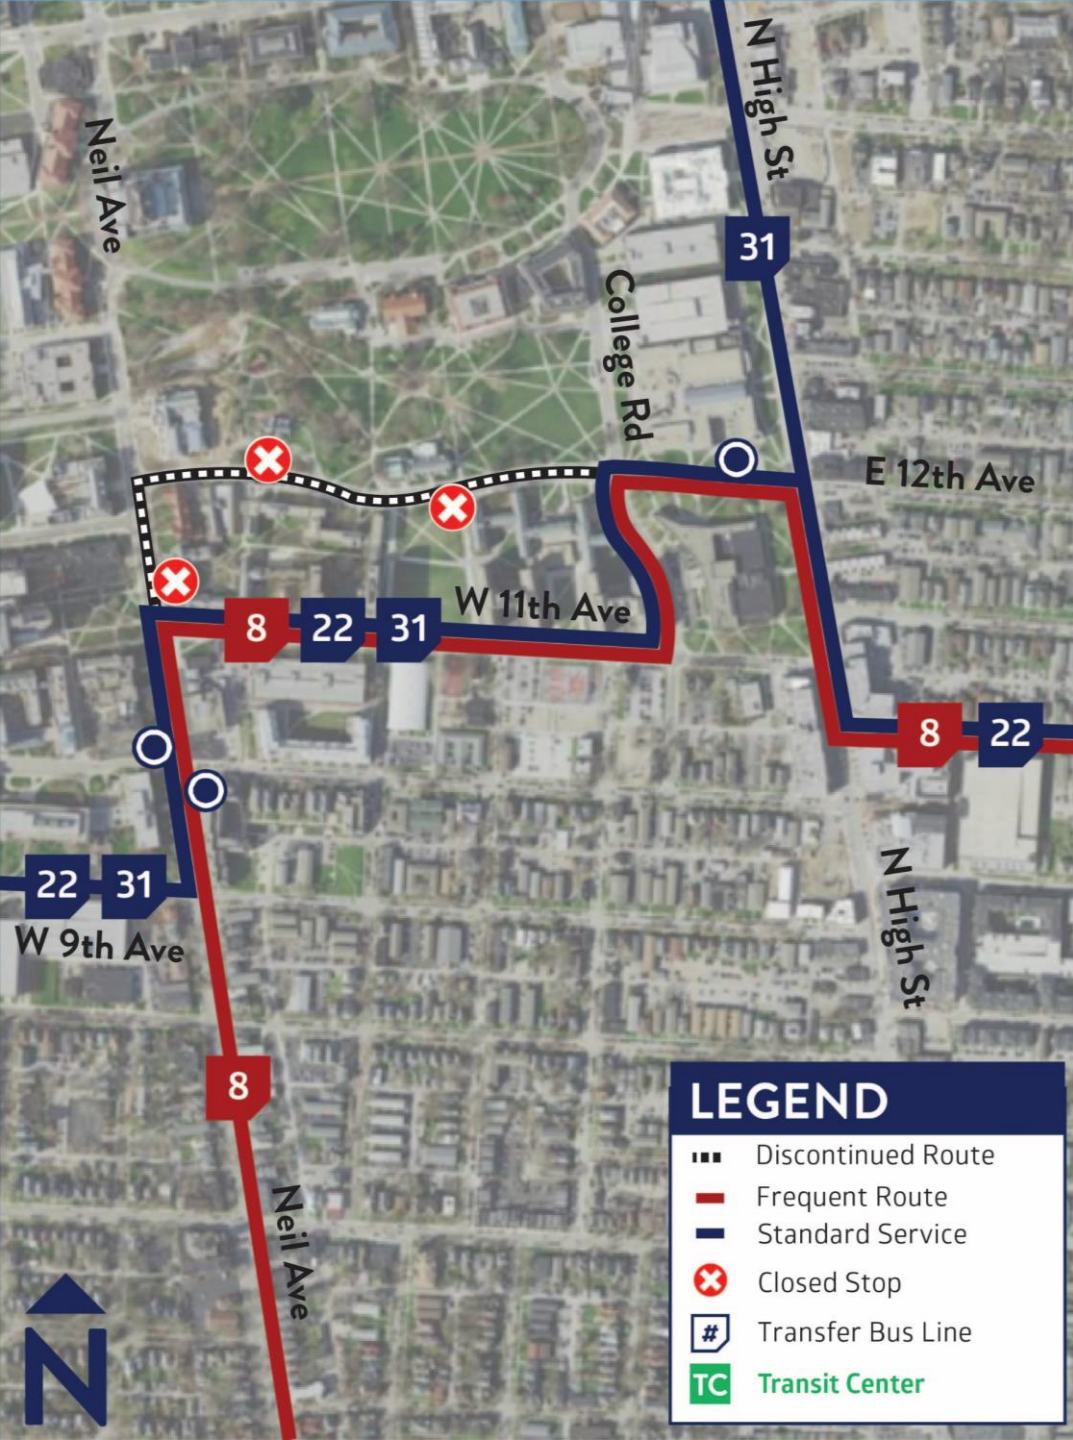 N High St
Neil Ave
31
College Rd
E 12th Ave
W 11th Ave
8
22
31
8
22
22
31
W 9th Ave
N High St
8
Neil Ave
N
LEGEND
Discontinued Route
Frequent Route
Standard Service
Closed Stop
# Transfer Bus Line
TC Transit Center